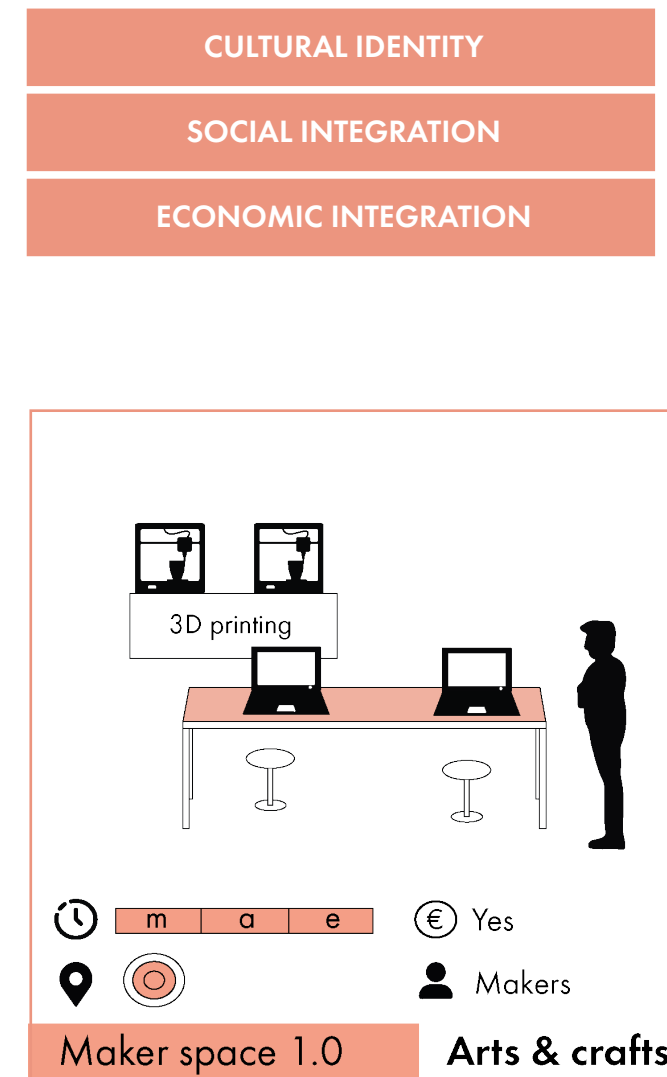 CULTURAL IDENTITY
SOCIAL INTEGRATION
ECONOMIC INTEGRATION
3D printing
m a e
€ Yes
Makers
Maker space 1.0
Arts & crafts